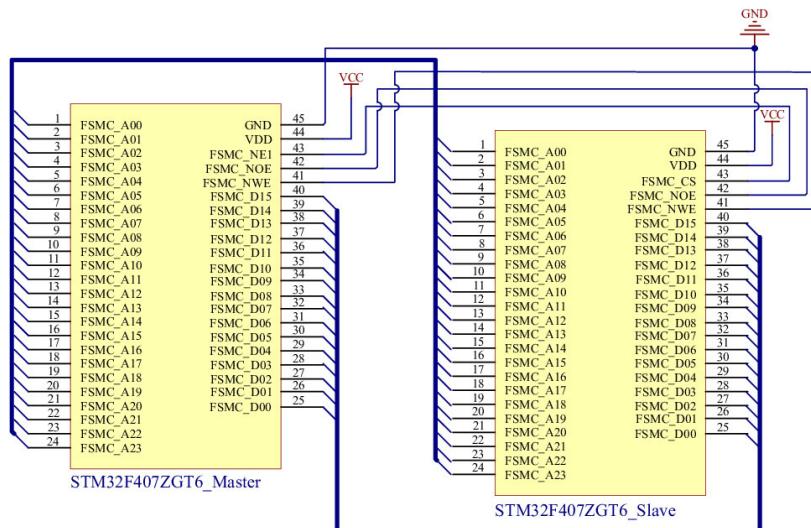 GND
VCC
1 FSMC_A00 GND 45
2 FSMC_A01 VDD 44
3 FSMC_A02 FSMC_NE1 43
4 FSMC_A03 FSMC_NOE 42
5 FSMC_A04 FSMC_NWE 41
6 FSMC_A05 FSMC_D15 40
7 FSMC_A06 FSMC_D14 39
8 FSMC_A07 FSMC_D13 38
9 FSMC_A08 FSMC_D12 37
10 FSMC_A09 FSMC_D11 36
11 FSMC_A10 FSMC_D10 35
12 FSMC_A11 FSMC_D09 34
13 FSMC_A12 FSMC_D08 33
14 FSMC_A13 FSMC_D07 32
15 FSMC_A14 FSMC_D06 31
16 FSMC_A15 FSMC_D05 30
17 FSMC_A16 FSMC_D04 29
18 FSMC_A17 FSMC_D03 28
19 FSMC_A18 FSMC_D02 27
20 FSMC_A19 FSMC_D01 26
21 FSMC_A20 FSMC_D00 25
22 FSMC_A21
23 FSMC_A22
24 FSMC_A23
STM32F407ZGT6_Master
VCC
1 FSMC_A00 GND 45
2 FSMC_A01 VDD 44
3 FSMC_A02 FSMC_CS 43
4 FSMC_A03 FSMC_NOE 42
5 FSMC_A04 FSMC_NWE 41
6 FSMC_A05 FSMC_D15 40
7 FSMC_A06 FSMC_D14 39
8 FSMC_A07 FSMC_D13 38
9 FSMC_A08 FSMC_D12 37
10 FSMC_A09 FSMC_D11 36
11 FSMC_A10 FSMC_D10 35
12 FSMC_A11 FSMC_D09 34
13 FSMC_A12 FSMC_D08 33
14 FSMC_A13 FSMC_D07 32
15 FSMC_A14 FSMC_D06 31
16 FSMC_A15 FSMC_D05 30
17 FSMC_A16 FSMC_D04 29
18 FSMC_A17 FSMC_D03 28
19 FSMC_A18 FSMC_D02 27
20 FSMC_A19 FSMC_D01 26
21 FSMC_A20 FSMC_D00 25
22 FSMC_A21
23 FSMC_A22
24 FSMC_A23
STM32F407ZGT6_Slave